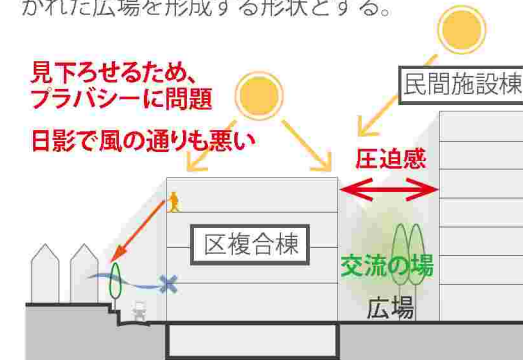 かれた広場を形成する形状とする。
見下ろせるため、
プラバシーに問題
日影で風の通りも悪い
民間施設棟
圧迫感
区複合棟
交流の場
広場